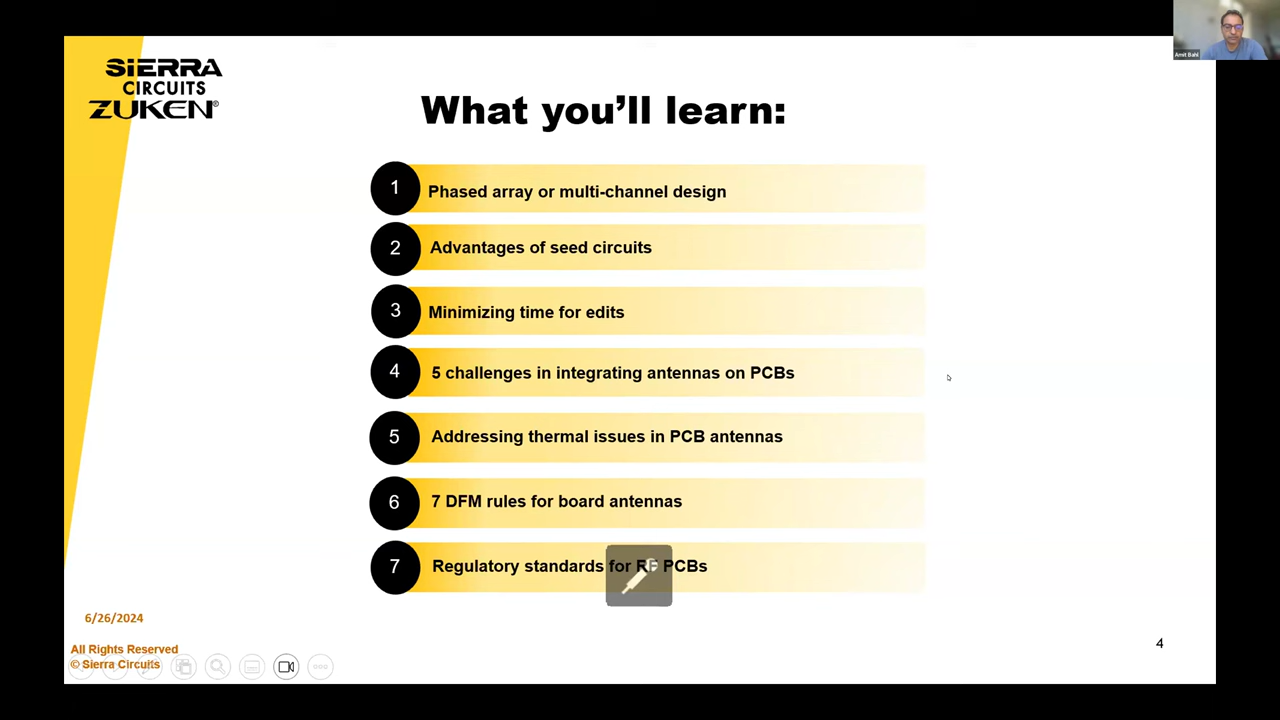 SiERRA
CIRCUITS
ZUKEN®
Amit Bahl
What you’ll learn:
1 Phased array or multi-channel design
2 Advantages of seed circuits
3 Minimizing time for edits
4 5 challenges in integrating antennas on PCBs
5 Addressing thermal issues in PCB antennas
6 7 DFM rules for board antennas
7 Regulatory standards for RF PCBs
6/26/2024
All Rights Reserved
© Sierra Circuits
4